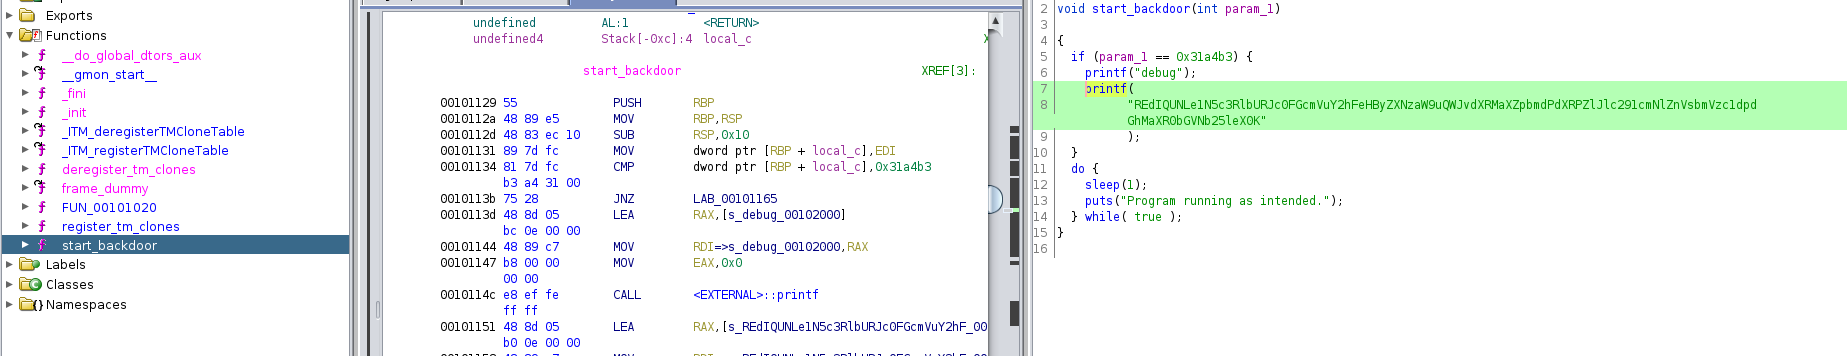 Exports
Functions
__do_global_dtors_aux
__gmon_start__
_fini
_init
_ITM_deregisterTMCloneTable
_ITM_registerTMCloneTable
deregister_tm_clones
frame_dummy
FUN_00101020
register_tm_clones
start_backdoor
Labels
Classes
Namespaces
undefined AL:1 <RETURN>
undefined4 Stack[-0xc]:4 local_c
start_backdoor XREF[3]:
00101129 55 PUSH RBP
0010112a 48 89 e5 MOV RBP,RSP
0010112d 48 83 ec 10 SUB RSP,0x10
00101131 89 7d fc MOV dword ptr [RBP + local_c],EDI
00101134 81 7d fc CMP dword ptr [RBP + local_c],0x31a4b3
b3 a4 31 00
0010113b 75 28 JNZ LAB_00101165
0010113d 48 8d 05 LEA RAX,[s_debug_00102000]
bc 0e 00 00
00101144 48 89 c7 MOV RDI=>s_debug_00102000,RAX
00101147 b8 00 00 MOV EAX,0x0
00 00
0010114c e8 ef fe CALL <EXTERNAL>::printf
ff ff
00101151 48 8d 05 LEA RAX,[s_REdIQUNLe1N5c3RlbURJc0FGcmVuY2hF_00
b0 0e 00 00
2 void start_backdoor(int param_1)
3
4 {
5 if (param_1 == 0x31a4b3) {
6 printf("debug");
7 printf(
8 "REdIQUNLe1N5c3RlbURJc0FGcmVuY2hFeHByZXNzaW9uQWJvdXRMaXZpbmdPdXRPZlJlc291cmNlZnVsbmVzc1dpd
GhMaXR0bGVNb25leX0K"
9 );
10 }
11 do {
12 sleep(1);
13 puts("Program running as intended.");
14 } while( true );
15 }
16